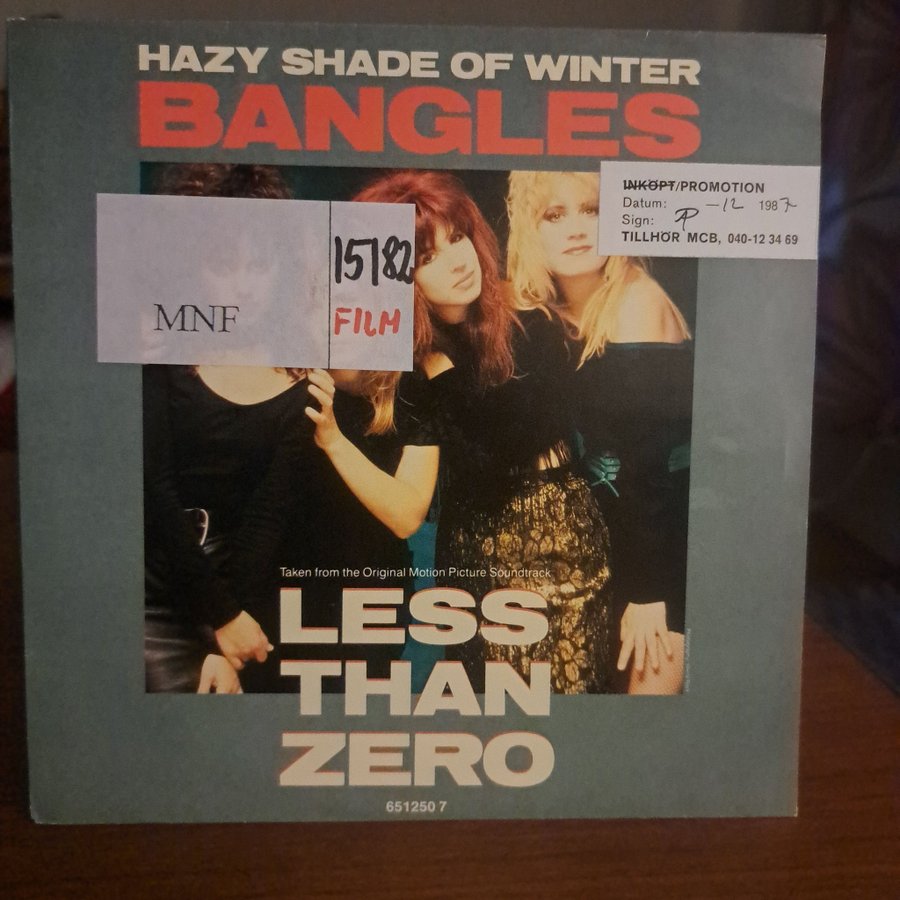 HAZY SHADE OF WINTER
BANGLES
INKÖPT/PROMOTION
Datum: -12 1987
Sign:
TILLHÖR MCB, 040-12 34 69
15182
MNF
FILM
Taken from the Original Motion Picture Soundtrack
LESS
THAN
ZERO
651250 7